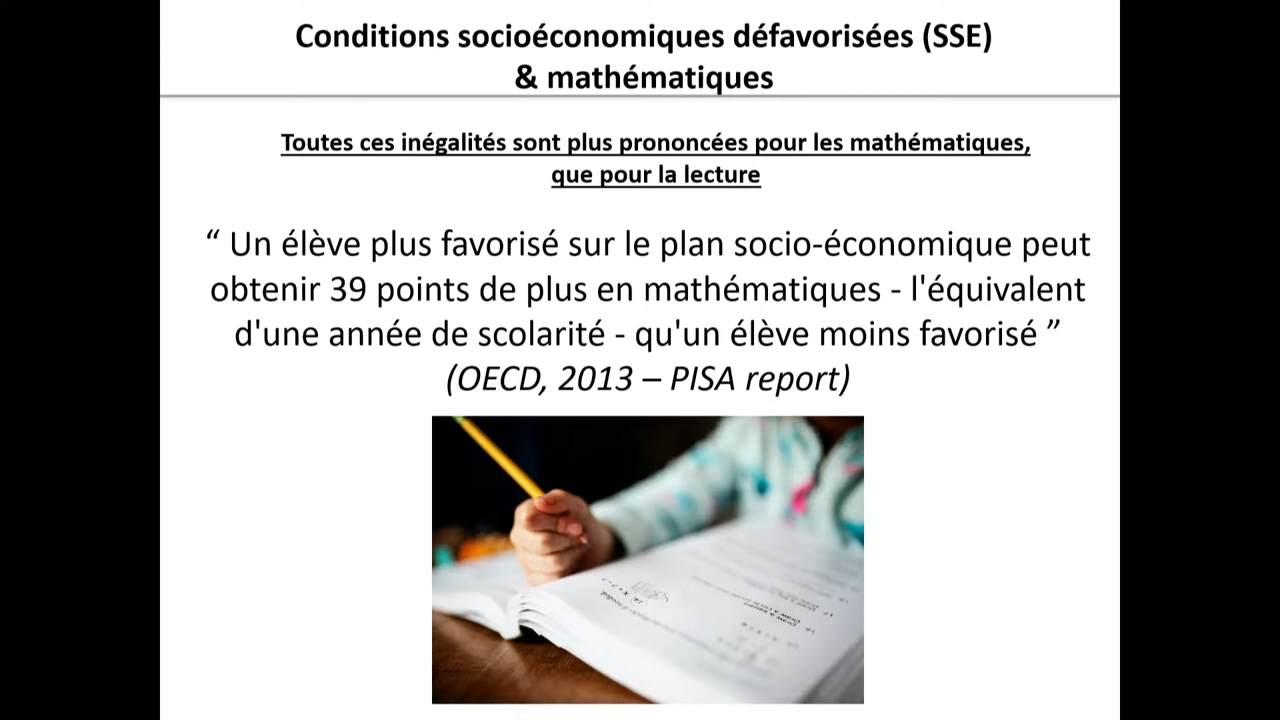 Conditions socioéconomiques défavorisées (SSE)
& mathématiques
Toutes ces inégalités sont plus prononcées pour les mathématiques,
que pour la lecture
“ Un élève plus favorisé sur le plan socio-économique peut
obtenir 39 points de plus en mathématiques - l'équivalent
d'une année de scolarité - qu'un élève moins favorisé ”
(OECD, 2013 – PISA report)
Draw a square